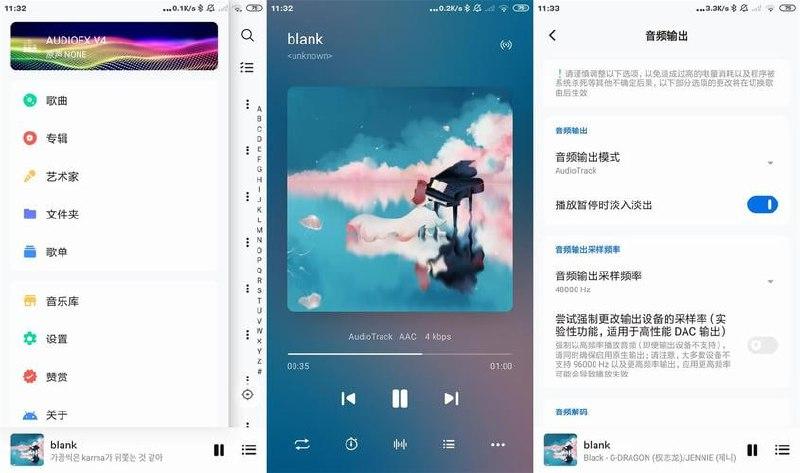 11:32
...0.1K/s
76
AUDIOFX V4
原声 NONE
歌曲
专辑
艺术家
文件夹
歌单
音乐库
设置
赞赏
关于
blank
가끔씩은 karma가 뒤쫓는 것 같아
A
B
C
D
E
F
G
H
I
J
K
L
M
N
O
P
Q
R
S
T
U
V
W
X
Y
Z
#
11:32
...0.2K/s
76
blank
<unknown>
AudioTrack AAC 4 kbps
00:35
01:00
11:33
...3.3K/s
76
音频输出
！请谨慎调整以下选项，以免造成过高的电量消耗以及程序被
系统杀死等其他不确定后果，以下部分选项的更改将在切换歌
曲后生效
音频输出
音频输出模式
AudioTrack
播放暂停时淡入淡出
音频输出采样频率
音频输出采样频率
48000 Hz
尝试强制更改输出设备的采样率（实
验性功能，适用于高性能 DAC 输出）
强制以高频率播放音频（即使输出设备不支持），
请同时确保启用原生输出；请注意，大多数设备不
支持 96000 Hz 以及更高频率输出，应用更高频率
可能会导致播放失败
音频解码
blank
Black - G-DRAGON (权志龙)/JENNIE (제니)